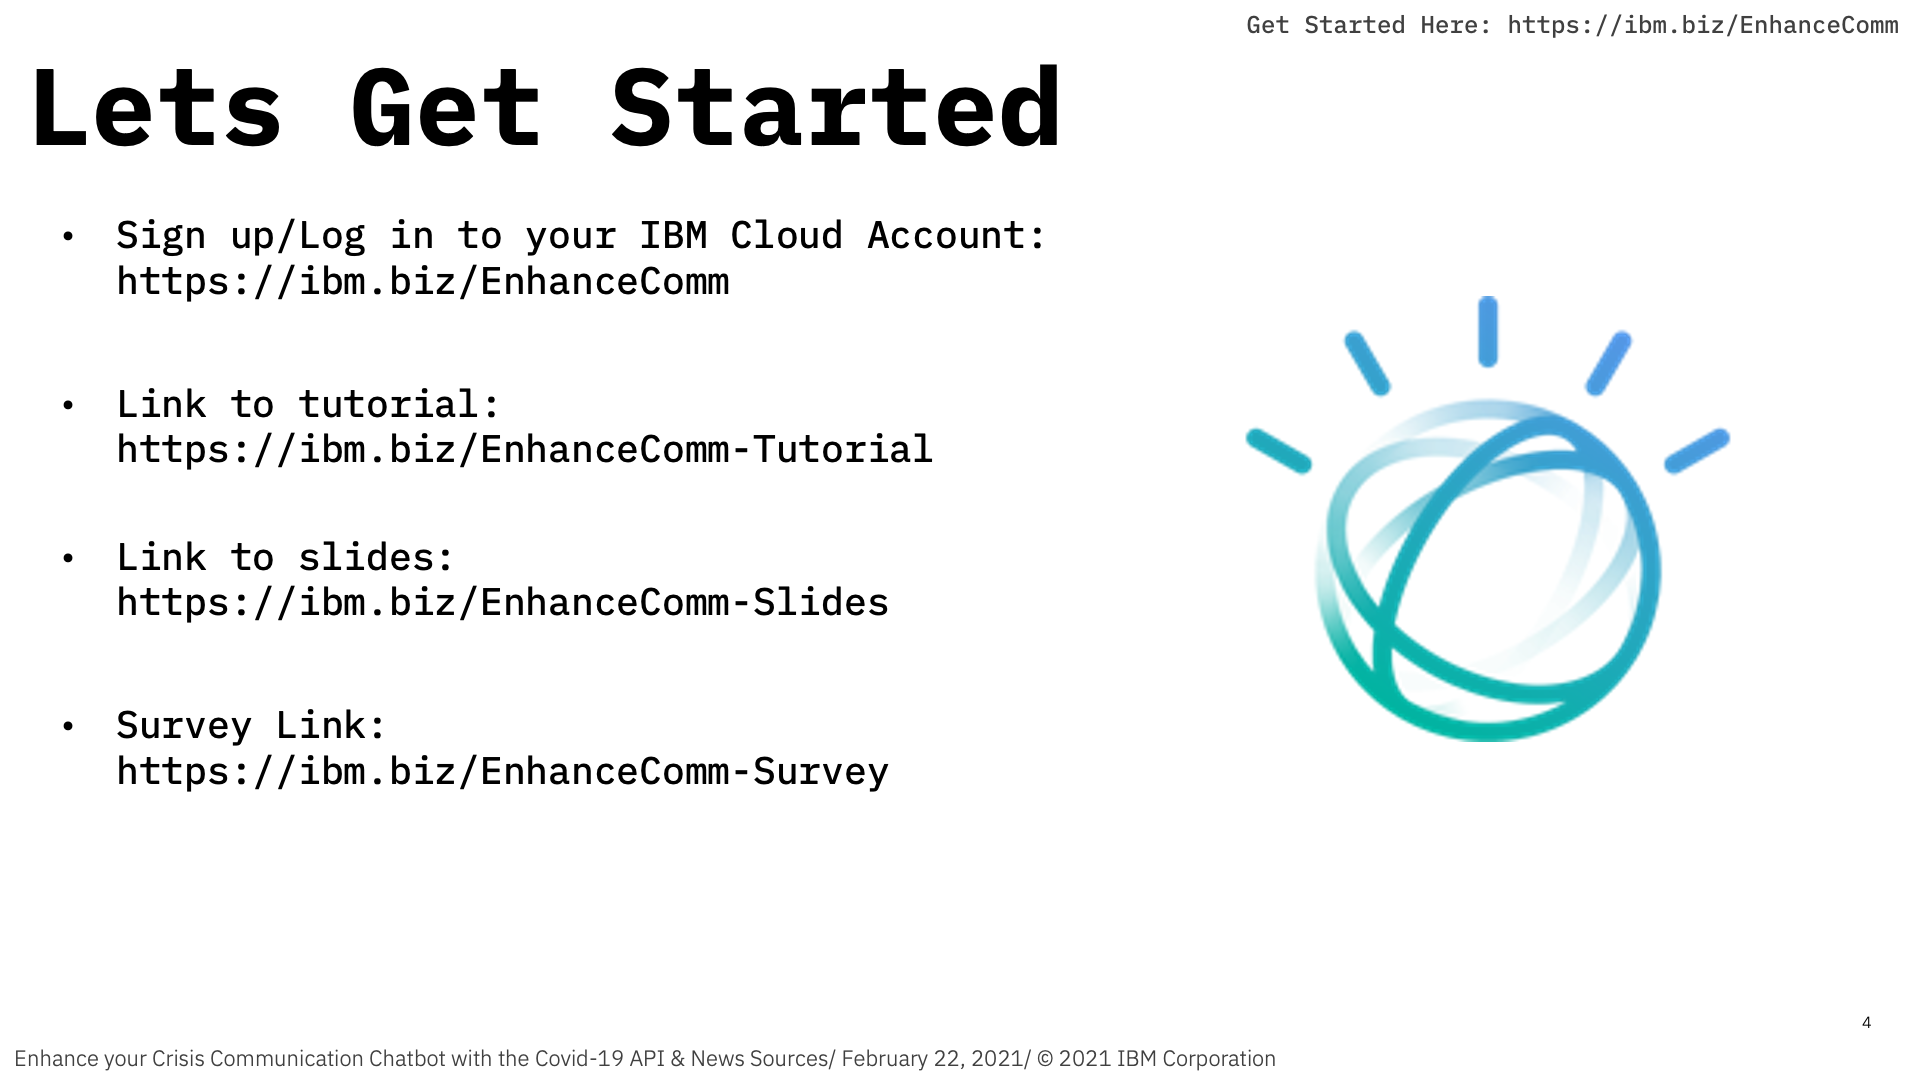 Get Started Here: https://ibm.biz/EnhanceComm
Lets Get Started
• Sign up/Log in to your IBM Cloud Account:
https://ibm.biz/EnhanceComm
• Link to tutorial:
https://ibm.biz/EnhanceComm-Tutorial
• Link to slides:
https://ibm.biz/EnhanceComm-Slides
• Survey Link:
https://ibm.biz/EnhanceComm-Survey
4
Enhance your Crisis Communication Chatbot with the Covid-19 API & News Sources/ February 22, 2021/ © 2021 IBM Corporation